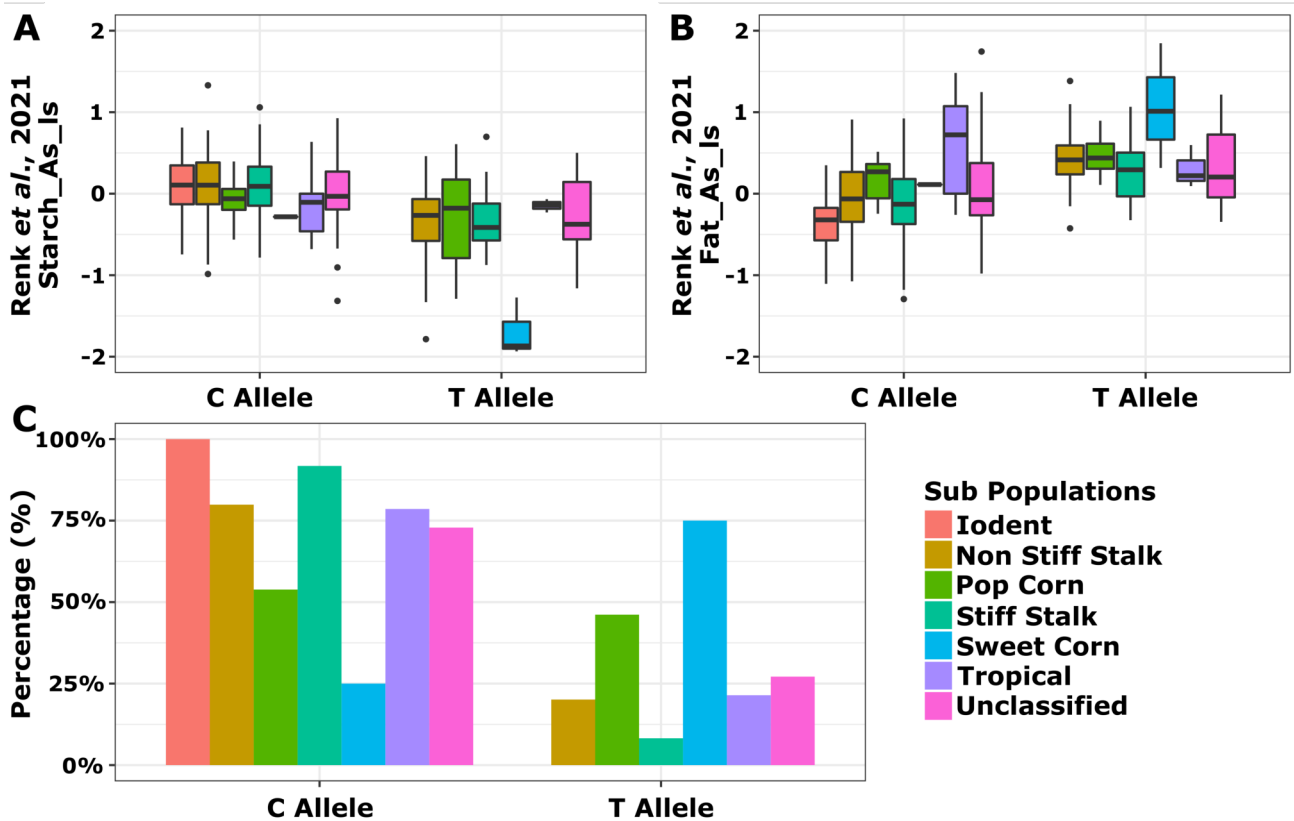 A
Renk et al., 2021
Starch_As_Is
2
1
0
-1
-2
C Allele
T Allele
B
Renk et al., 2021
Fat_As_Is
2
1
0
-1
-2
C Allele
T Allele
C
Percentage (%)
100%
75%
50%
25%
0%
C Allele
T Allele
Sub Populations
Iodent
Non Stiff Stalk
Pop Corn
Stiff Stalk
Sweet Corn
Tropical
Unclassified